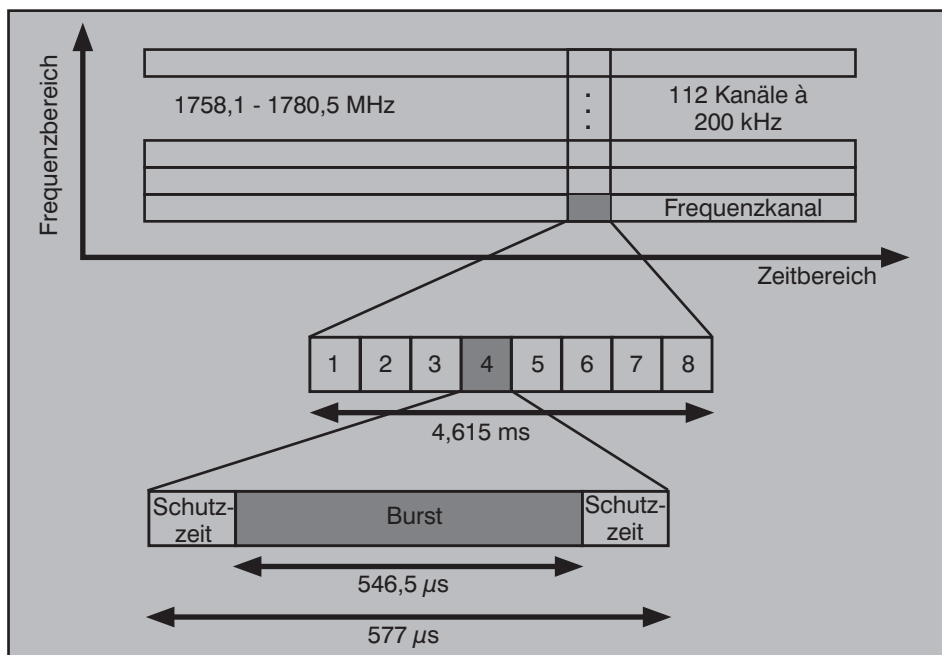 Frequenzbereich
1758,1 - 1780,5 MHz
112 Kanäle à
200 kHz
Frequenzkanal
Zeitbereich
1 2 3 4 5 6 7 8
4,615 ms
Schutz-
zeit
Burst
Schutz-
zeit
546,5 µs
577 µs